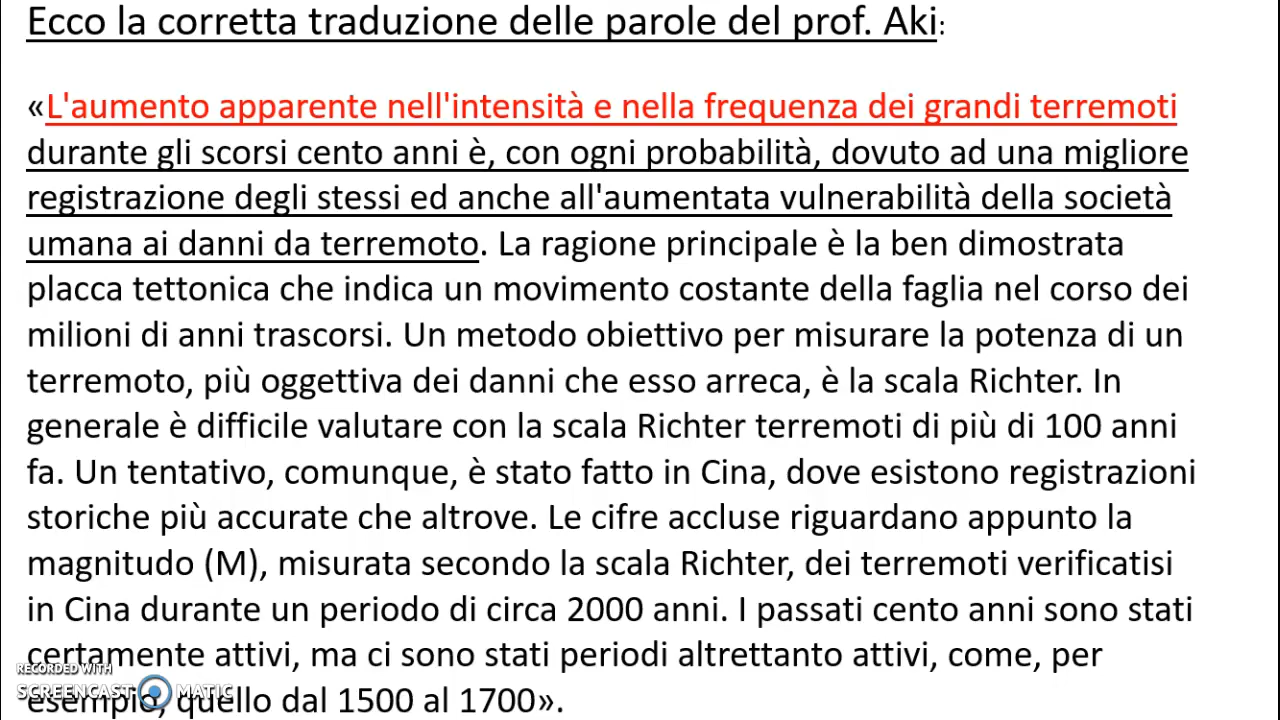 Ecco la corretta traduzione delle parole del prof. Aki:
«L'aumento apparente nell'intensità e nella frequenza dei grandi terremoti
durante gli scorsi cento anni è, con ogni probabilità, dovuto ad una migliore
registrazione degli stessi ed anche all'aumentata vulnerabilità della società
umana ai danni da terremoto. La ragione principale è la ben dimostrata
placca tettonica che indica un movimento costante della faglia nel corso dei
milioni di anni trascorsi. Un metodo obiettivo per misurare la potenza di un
terremoto, più oggettiva dei danni che esso arreca, è la scala Richter. In
generale è difficile valutare con la scala Richter terremoti di più di 100 anni
fa. Un tentativo, comunque, è stato fatto in Cina, dove esistono registrazioni
storiche più accurate che altrove. Le cifre accluse riguardano appunto la
magnitudo (M), misurata secondo la scala Richter, dei terremoti verificatisi
in Cina durante un periodo di circa 2000 anni. I passati cento anni sono stati
certamente attivi, ma ci sono stati periodi altrettanto attivi, come, per
esempio, quello dal 1500 al 1700».
RECORDED WITH
SCREENCAST MATIC